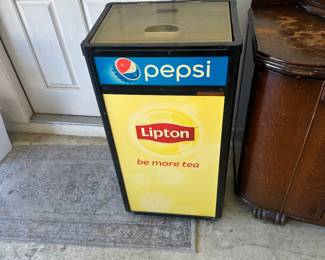 pepsi
Lipton
be more tea